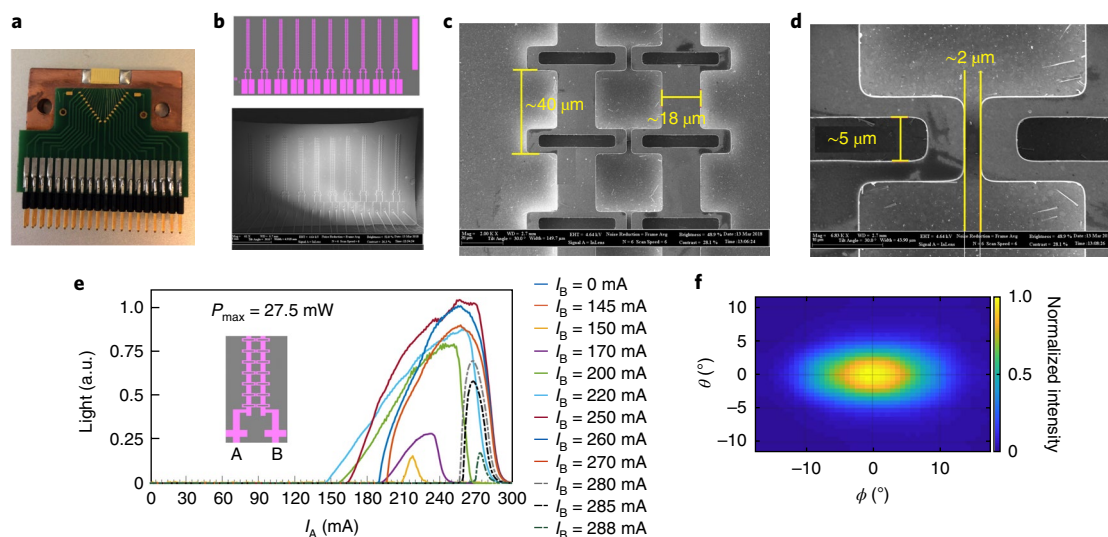 a
b
c
d
~40 μm
~18 μm
~2 μm
~5 μm
e
P_max = 27.5 mW
Light (a.u.)
1.0
0.75
0.50
0.25
0
A
B
0 30 60 90 120 150 180 210 240 270 300
I_A (mA)
I_B = 0 mA
I_B = 145 mA
I_B = 150 mA
I_B = 170 mA
I_B = 200 mA
I_B = 220 mA
I_B = 250 mA
I_B = 260 mA
I_B = 270 mA
I_B = 280 mA
I_B = 285 mA
I_B = 288 mA
f
θ (°)
10
5
0
−5
−10
−10 0 10
ϕ (°)
1.0
0.5
0
Normalized intensity